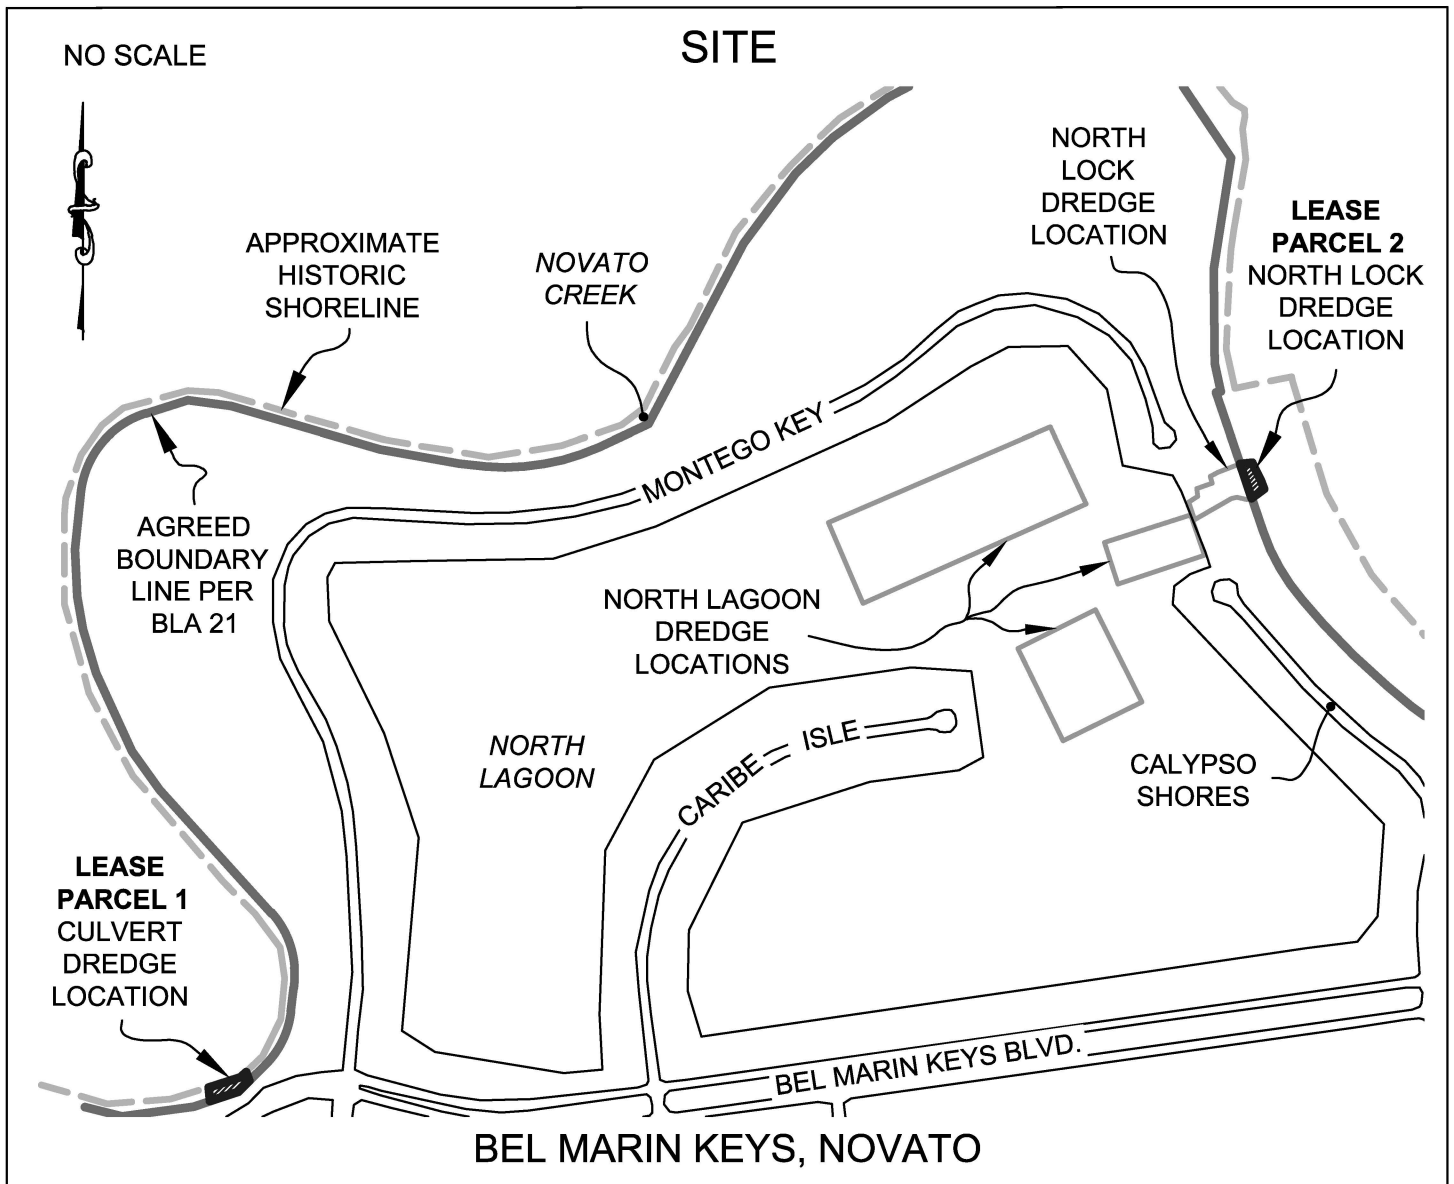 SITE
NO SCALE
NORTH
LOCK
DREDGE
LOCATION
LEASE
PARCEL 2
NORTH LOCK
DREDGE
LOCATION
APPROXIMATE
HISTORIC
SHORELINE
NOVATO
CREEK
MONTEGO KEY
AGREED
BOUNDARY
LINE PER
BLA 21
NORTH LAGOON
DREDGE
LOCATIONS
NORTH
LAGOON
CARIBE ISLE
CALYPSO
SHORES
LEASE
PARCEL 1
CULVERT
DREDGE
LOCATION
BEL MARIN KEYS BLVD.
BEL MARIN KEYS, NOVATO